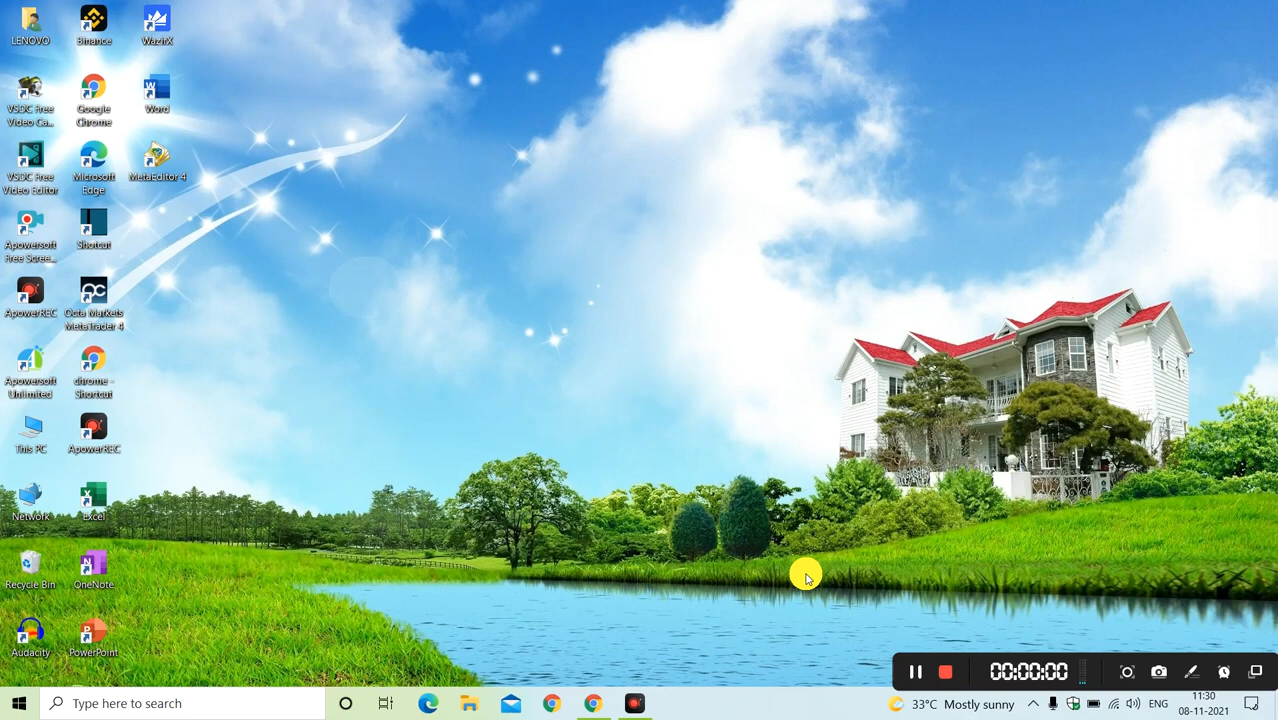 LENOVO
Binance
WazirX
VSDC Free
Video Ca...
Google
Chrome
Word
VSDC Free
Video Editor
Microsoft
Edge
MetaEditor 4
Apowersoft
Free Scree...
Shotcut
ApowerREC
Octa Markets
MetaTrader 4
Apowersoft
Unlimited
chrome -
Shortcut
This PC
ApowerREC
Network
Excel
Recycle Bin
OneNote
Audacity
PowerPoint
00:00:00
Type here to search
33°C Mostly sunny
ENG
11:30
08-11-2021